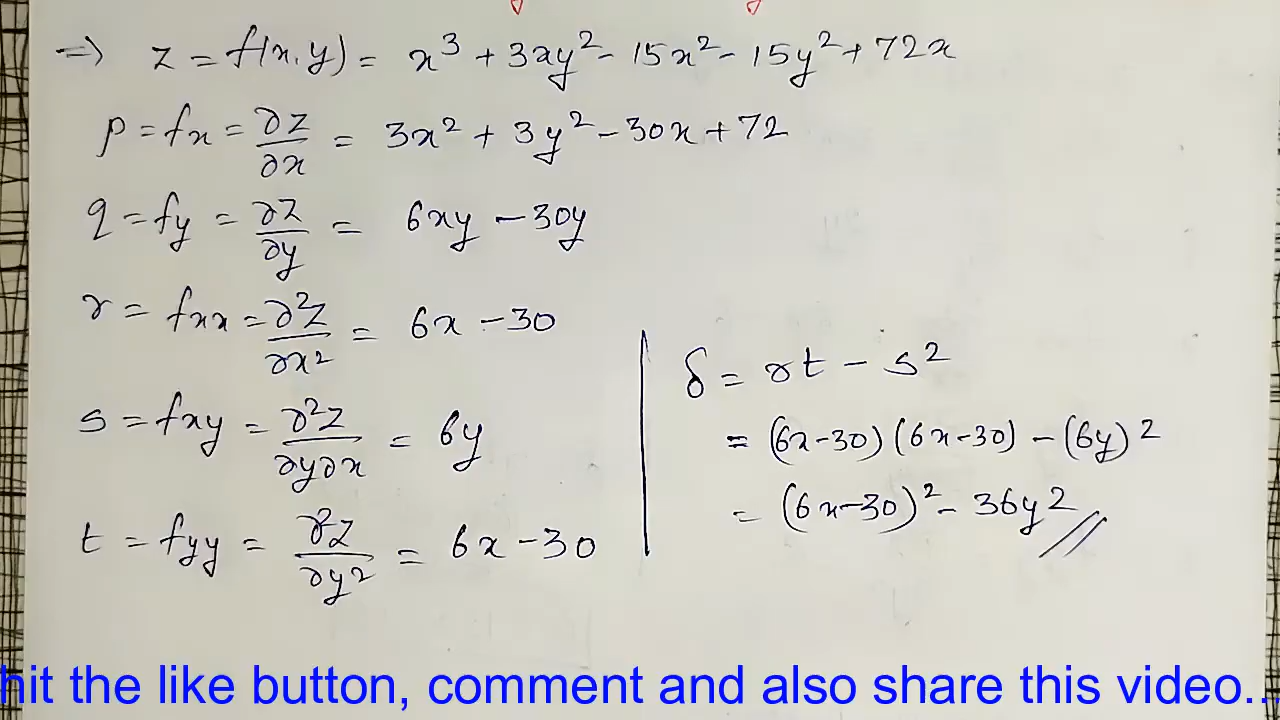 ⇒ z = f(x,y) = x³ + 3xy² - 15x² - 15y² + 72x
p = fx = ∂z/∂x = 3x² + 3y² - 30x + 72
q = fy = ∂z/∂y = 6xy - 30y
r = fxx = ∂²z/∂x² = 6x - 30
s = fxy = ∂²z/∂y∂x = 6y
t = fyy = ∂²z/∂y² = 6x - 30
δ = rt - s²
= (6x-30)(6x-30) - (6y)²
= (6x-30)² - 36y² //
hit the like button, comment and also share this video..